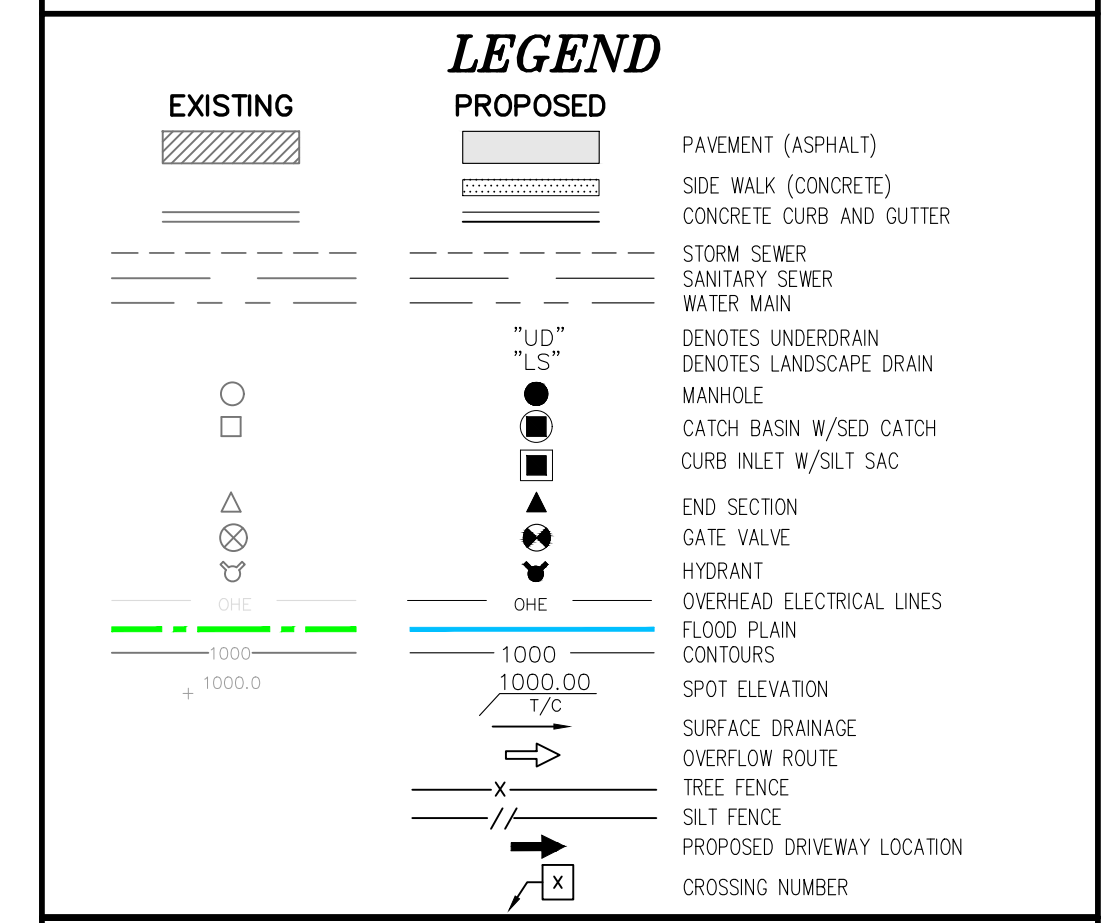 LEGEND
EXISTING PROPOSED
PAVEMENT (ASPHALT)
SIDE WALK (CONCRETE)
CONCRETE CURB AND GUTTER
STORM SEWER
SANITARY SEWER
WATER MAIN
"UD" DENOTES UNDERDRAIN
"LS" DENOTES LANDSCAPE DRAIN
MANHOLE
CATCH BASIN W/SED CATCH
CURB INLET W/SILT SAC
END SECTION
GATE VALVE
HYDRANT
OHE OHE OVERHEAD ELECTRICAL LINES
FLOOD PLAIN
1000 1000 CONTOURS
+ 1000.0 1000.00 SPOT ELEVATION
T/C
SURFACE DRAINAGE
OVERFLOW ROUTE
X TREE FENCE
// SILT FENCE
PROPOSED DRIVEWAY LOCATION
X CROSSING NUMBER